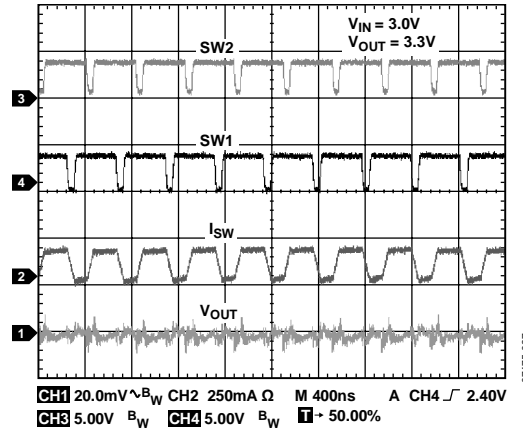 VIN = 3.0V
VOUT = 3.3V
SW2
3
SW1
4
ISW
2
VOUT
1
CH1 20.0mV ∿ BW CH2 250mA Ω M 400ns A CH4 2.40V
CH3 5.00V BW CH4 5.00V BW T → 50.00%